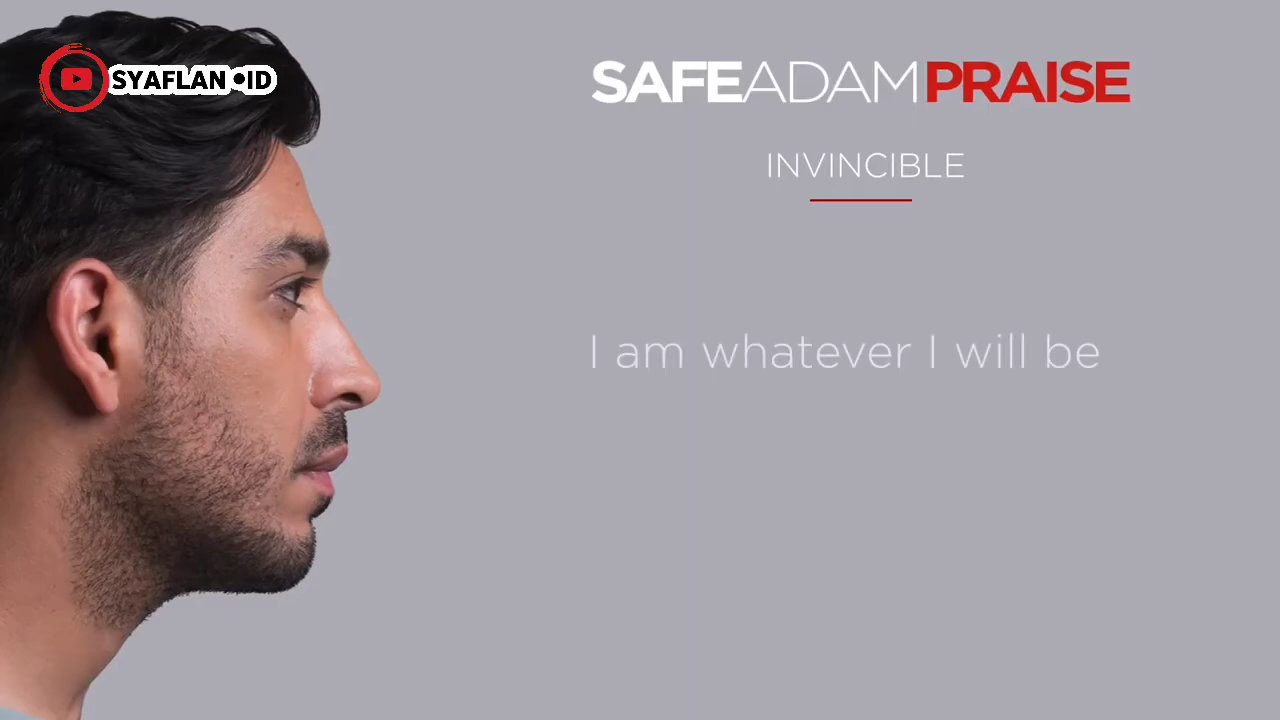 SYAFLAN•ID
SAFEADAMPRAISE
INVINCIBLE
I am whatever I will be